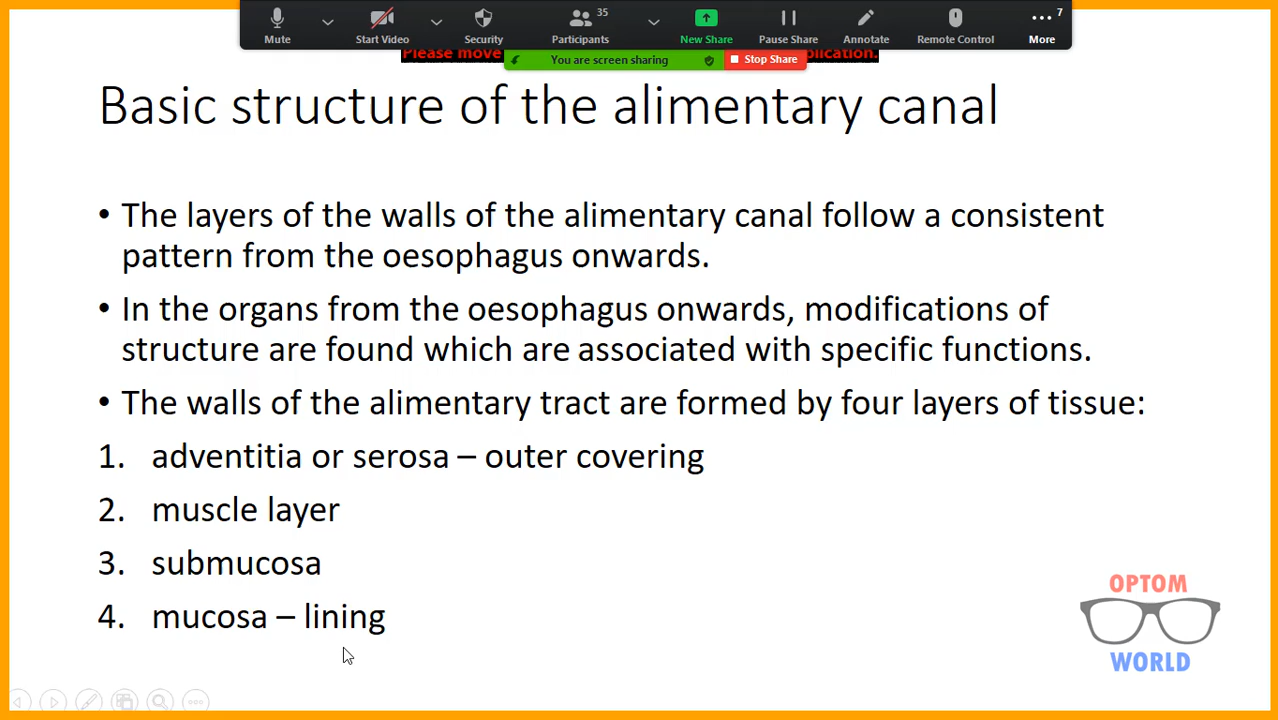 35
7
Mute
Start Video
Security
Participants
New Share
Pause Share
Annotate
Remote Control
More
Please move
You are screen sharing
Stop Share
plication.
Basic structure of the alimentary canal
• The layers of the walls of the alimentary canal follow a consistent
pattern from the oesophagus onwards.
• In the organs from the oesophagus onwards, modifications of
structure are found which are associated with specific functions.
• The walls of the alimentary tract are formed by four layers of tissue:
1. adventitia or serosa – outer covering
2. muscle layer
3. submucosa
4. mucosa – lining
OPTOM
WORLD